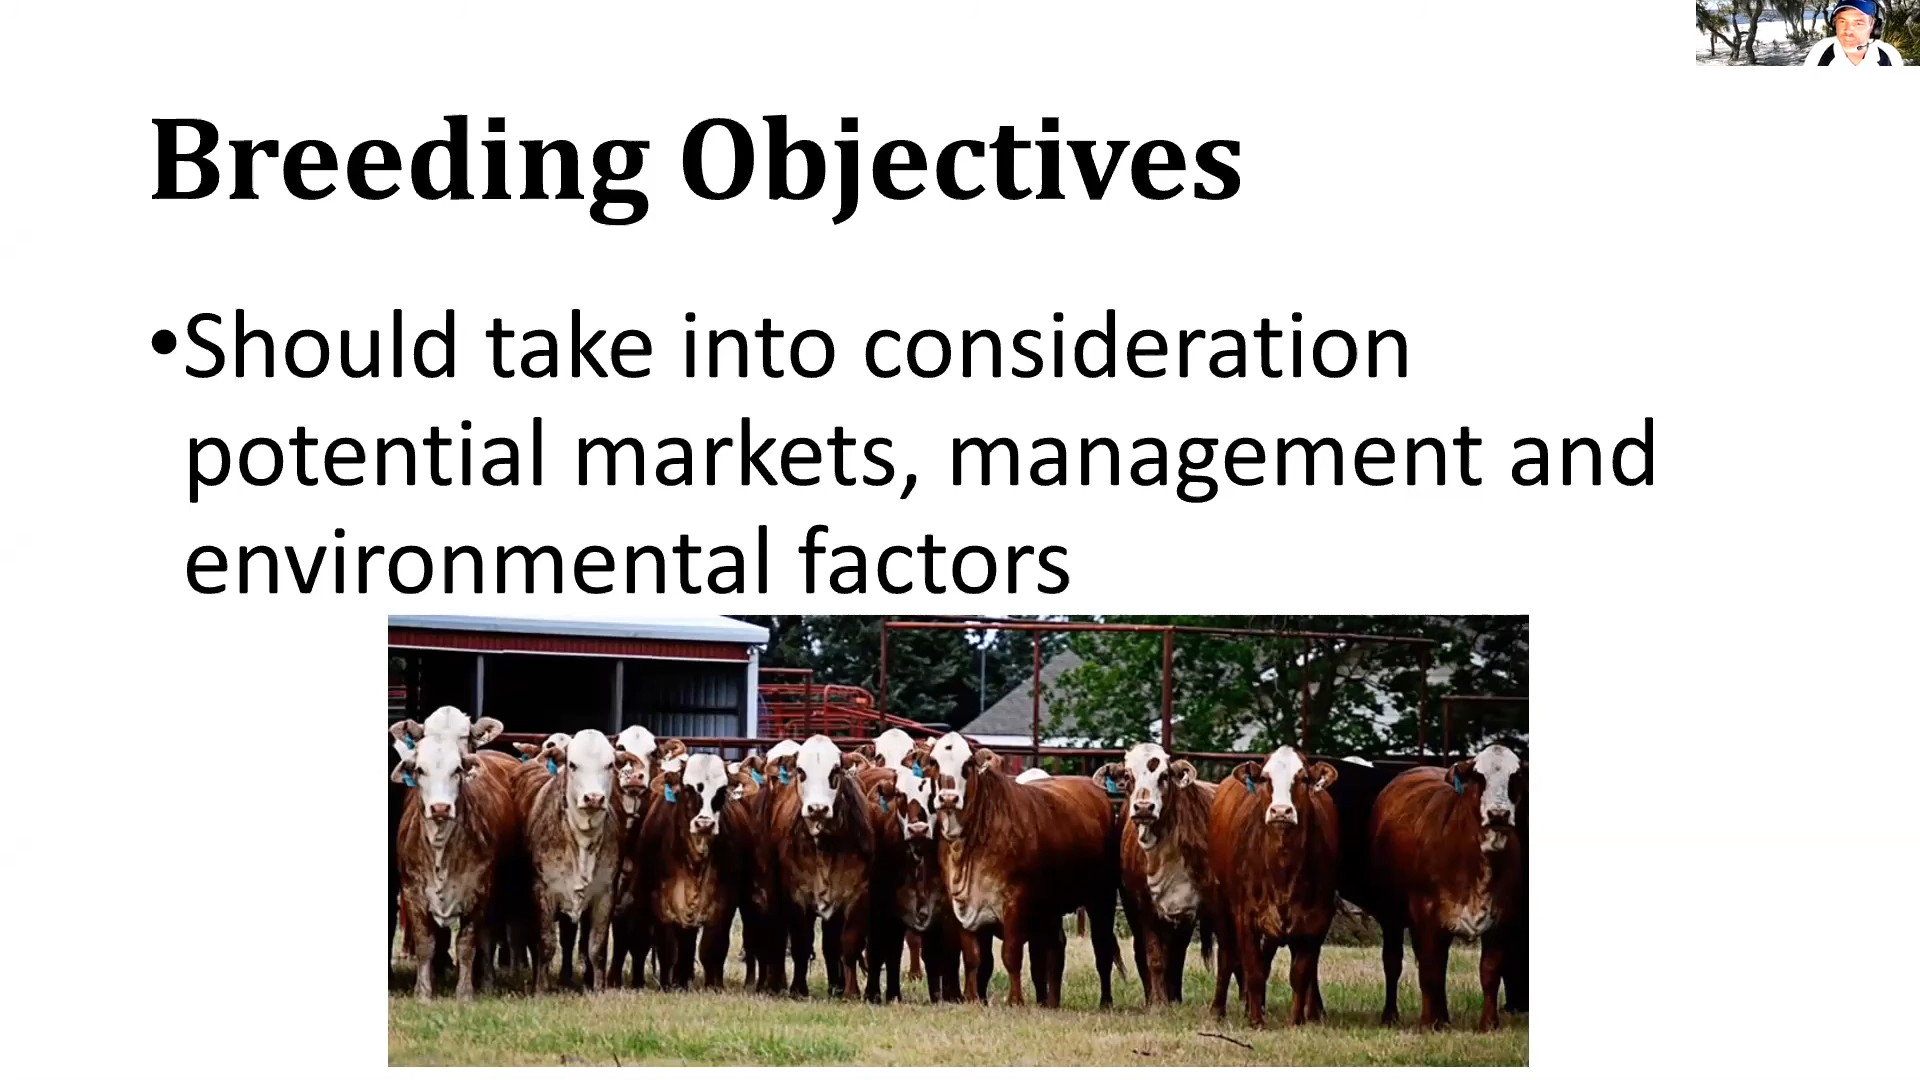 Breeding Objectives
•Should take into consideration
potential markets, management and
environmental factors